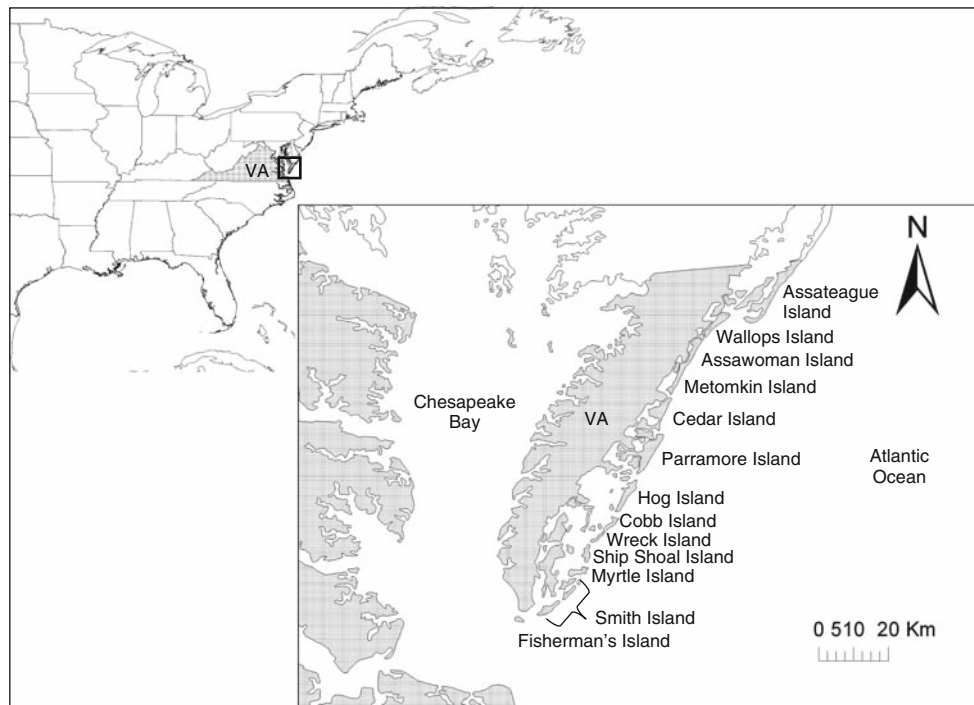 VA
N
Assateague
Island
Wallops Island
Assawoman Island
Metomkin Island
Chesapeake
Bay
VA
Cedar Island
Parramore Island
Atlantic
Ocean
Hog Island
Cobb Island
Wreck Island
Ship Shoal Island
Myrtle Island
Smith Island
Fisherman's Island
0 510 20 Km